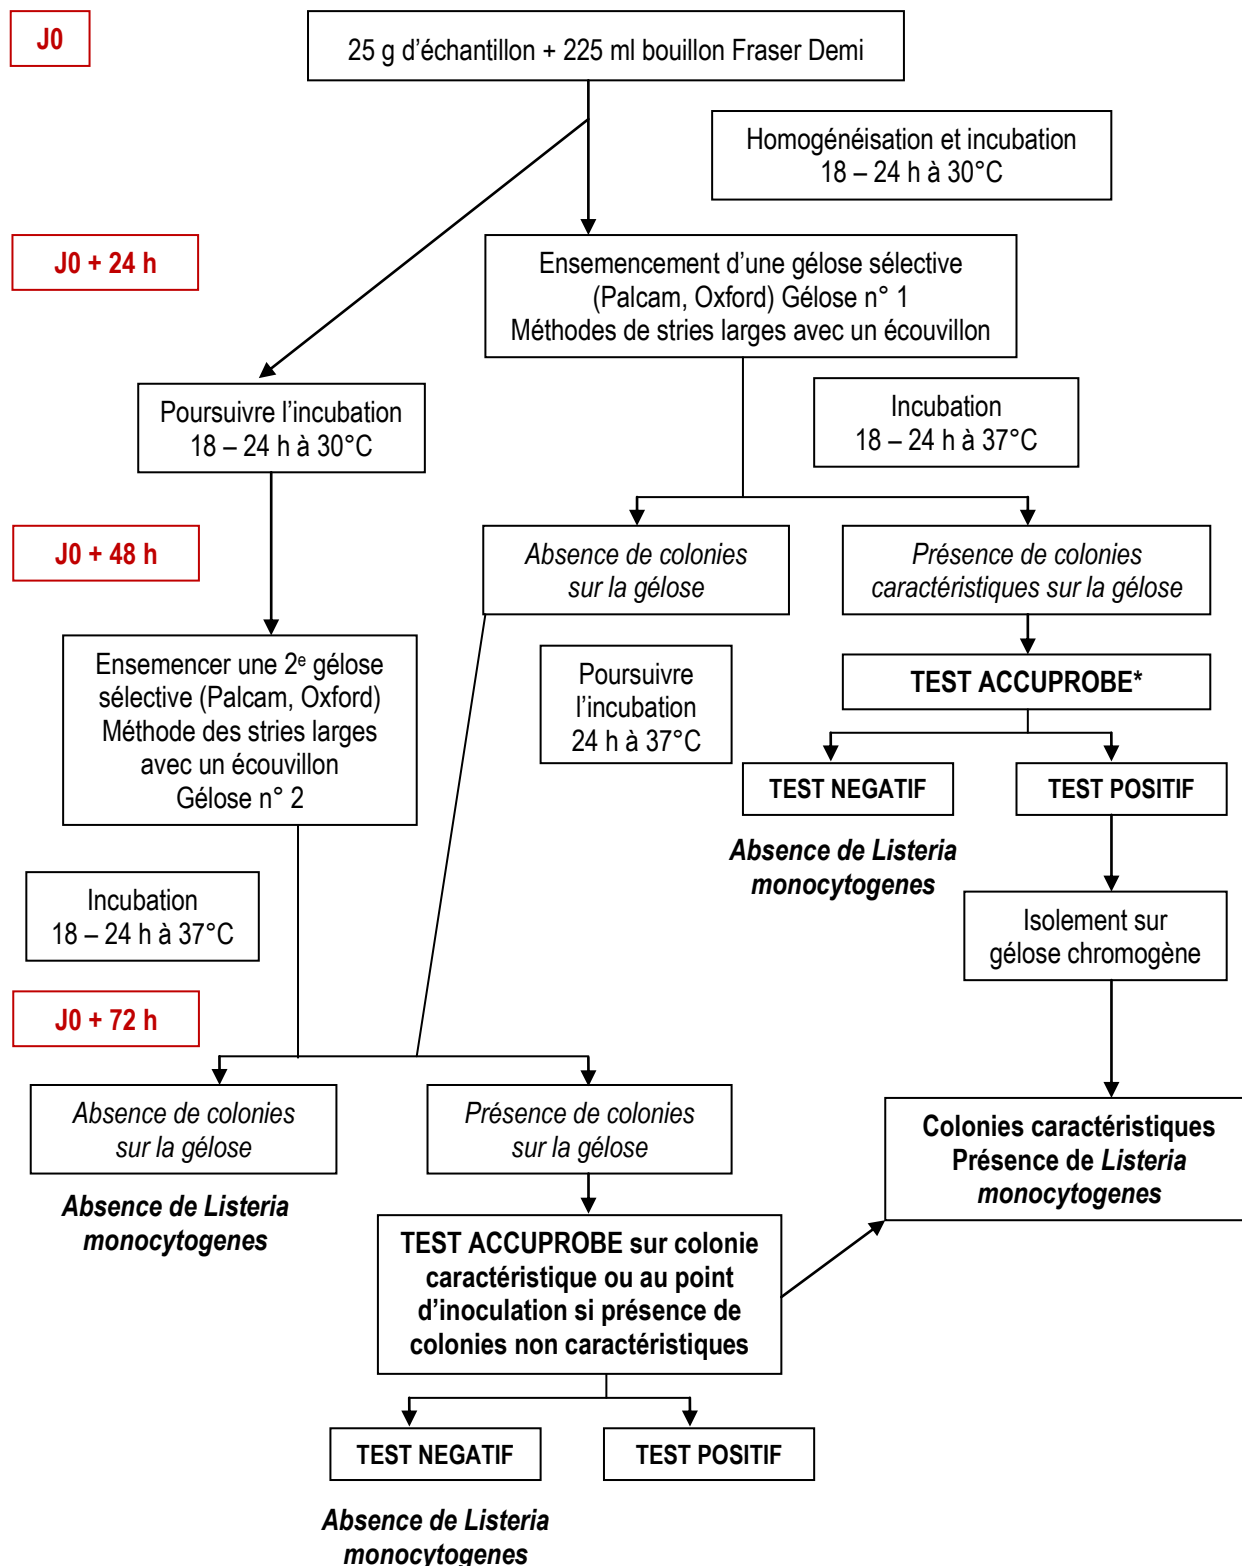 J0
25 g d’échantillon + 225 ml bouillon Fraser Demi
Homogénéisation et incubation
18 – 24 h à 30°C
J0 + 24 h
Ensemencement d’une gélose sélective
(Palcam, Oxford) Gélose n° 1
Méthodes de stries larges avec un écouvillon
Poursuivre l’incubation
18 – 24 h à 30°C
Incubation
18 – 24 h à 37°C
J0 + 48 h
Absence de colonies
sur la gélose
Présence de colonies
caractéristiques sur la gélose
Ensemencer une 2e gélose
sélective (Palcam, Oxford)
Méthode des stries larges
avec un écouvillon
Gélose n° 2
Poursuivre
l’incubation
24 h à 37°C
TEST ACCUPROBE*
TEST NEGATIF
TEST POSITIF
Absence de Listeria
monocytogenes
Incubation
18 – 24 h à 37°C
Isolement sur
gélose chromogène
J0 + 72 h
Absence de colonies
sur la gélose
Présence de colonies
sur la gélose
Colonies caractéristiques
Présence de Listeria
monocytogenes
Absence de Listeria
monocytogenes
TEST ACCUPROBE sur colonie
caractéristique ou au point
d’inoculation si présence de
colonies non caractéristiques
TEST NEGATIF
TEST POSITIF
Absence de Listeria
monocytogenes